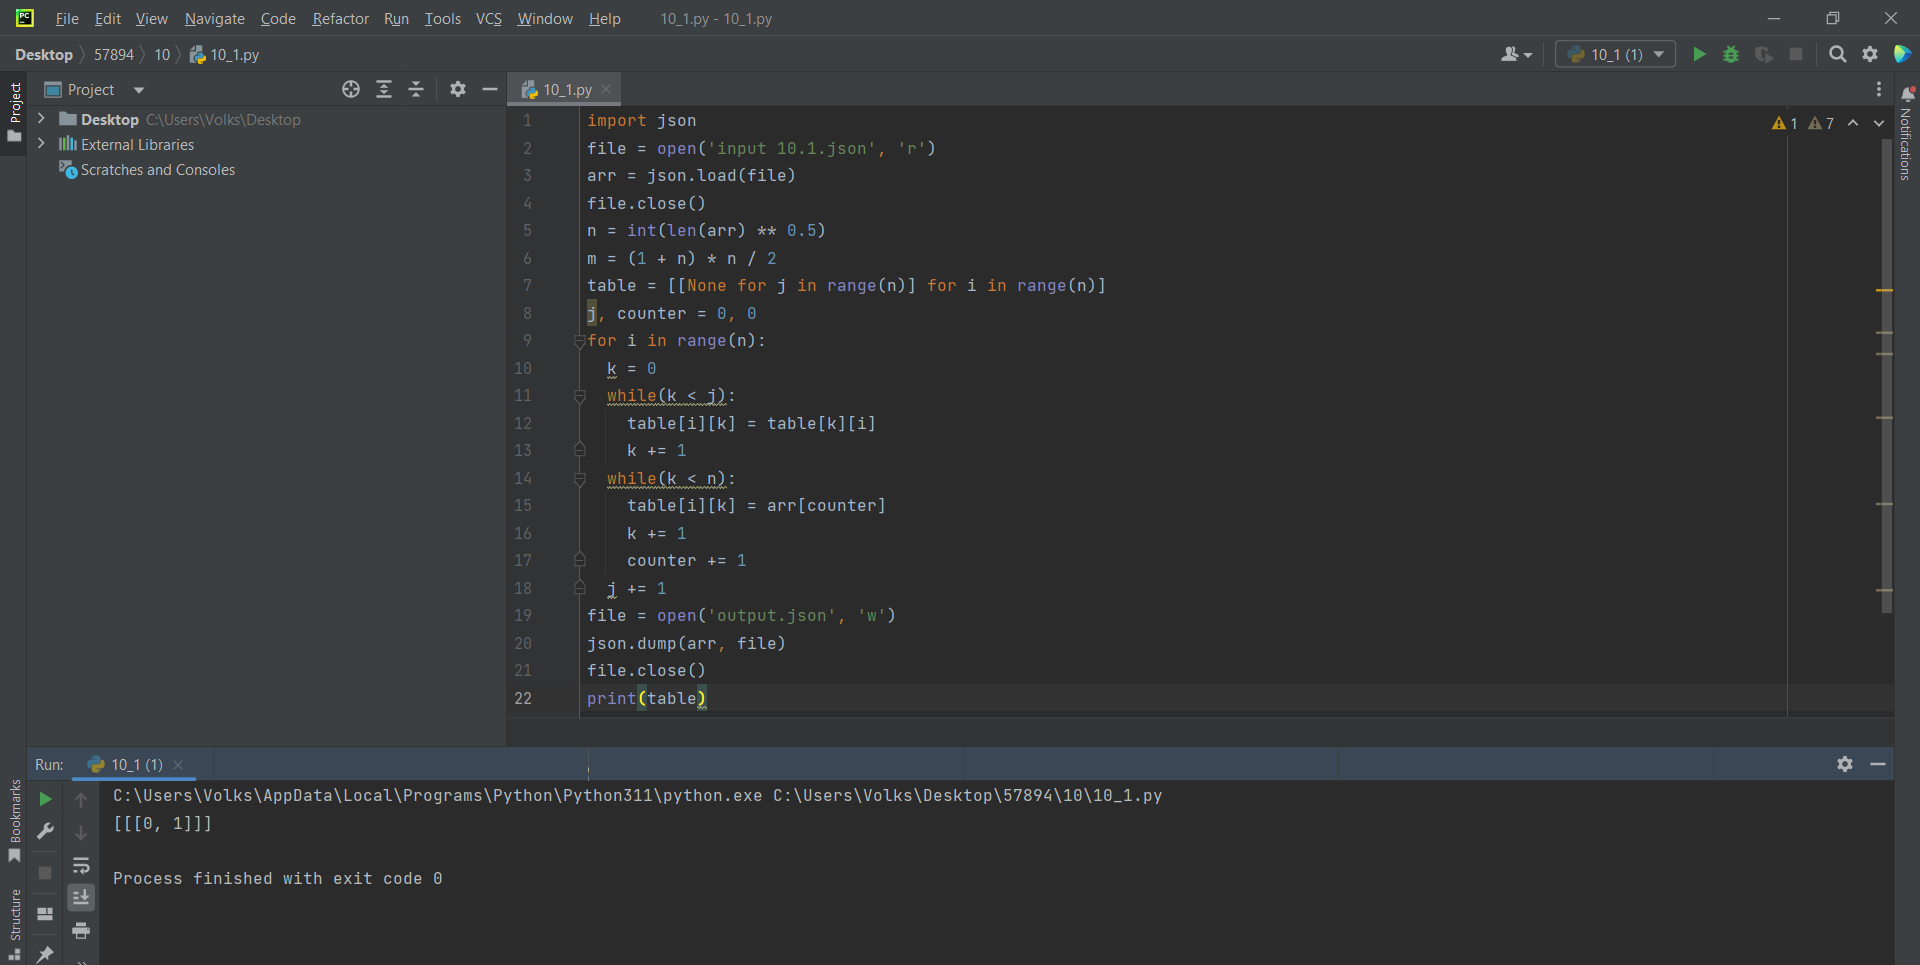 PC File Edit View Navigate Code Refactor Run Tools VCS Window Help 10_1.py - 10_1.py
Desktop 57894 10 10_1.py 10_1 (1)
Project
Project
10_1.py
Notifications
Desktop C:\Users\Volks\Desktop
External Libraries
Scratches and Consoles
1 7
1 import json
2 file = open('input 10.1.json', 'r')
3 arr = json.load(file)
4 file.close()
5 n = int(len(arr) ** 0.5)
6 m = (1 + n) * n / 2
7 table = [[None for j in range(n)] for i in range(n)]
8 j, counter = 0, 0
9 for i in range(n):
10 k = 0
11 while(k < j):
12 table[i][k] = table[k][i]
13 k += 1
14 while(k < n):
15 table[i][k] = arr[counter]
16 k += 1
17 counter += 1
18 j += 1
19 file = open('output.json', 'w')
20 json.dump(arr, file)
21 file.close()
22 print(table)
Run: 10_1 (1)
Bookmarks
Structure
C:\Users\Volks\AppData\Local\Programs\Python\Python311\python.exe C:\Users\Volks\Desktop\57894\10\10_1.py
[[[0, 1]]]
Process finished with exit code 0